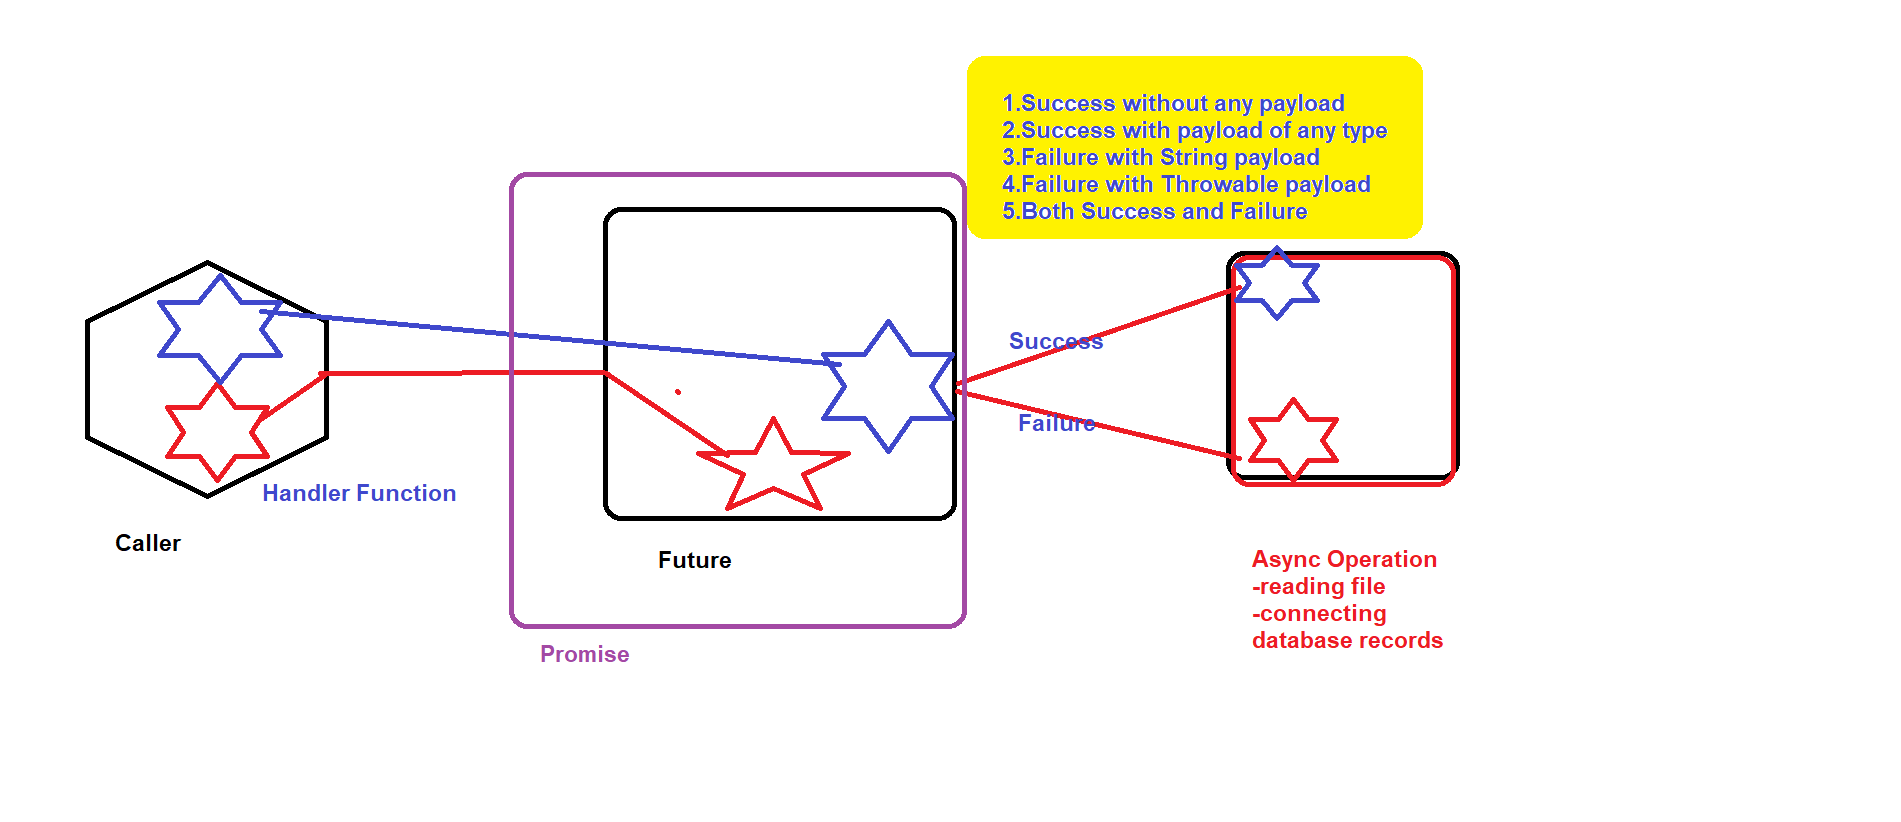 1.Success without any payload
2.Success with payload of any type
3.Failure with String payload
4.Failure with Throwable payload
5.Both Success and Failure
Success
Failure
Handler Function
Caller
Future
Promise
Async Operation
-reading file
-connecting
database records